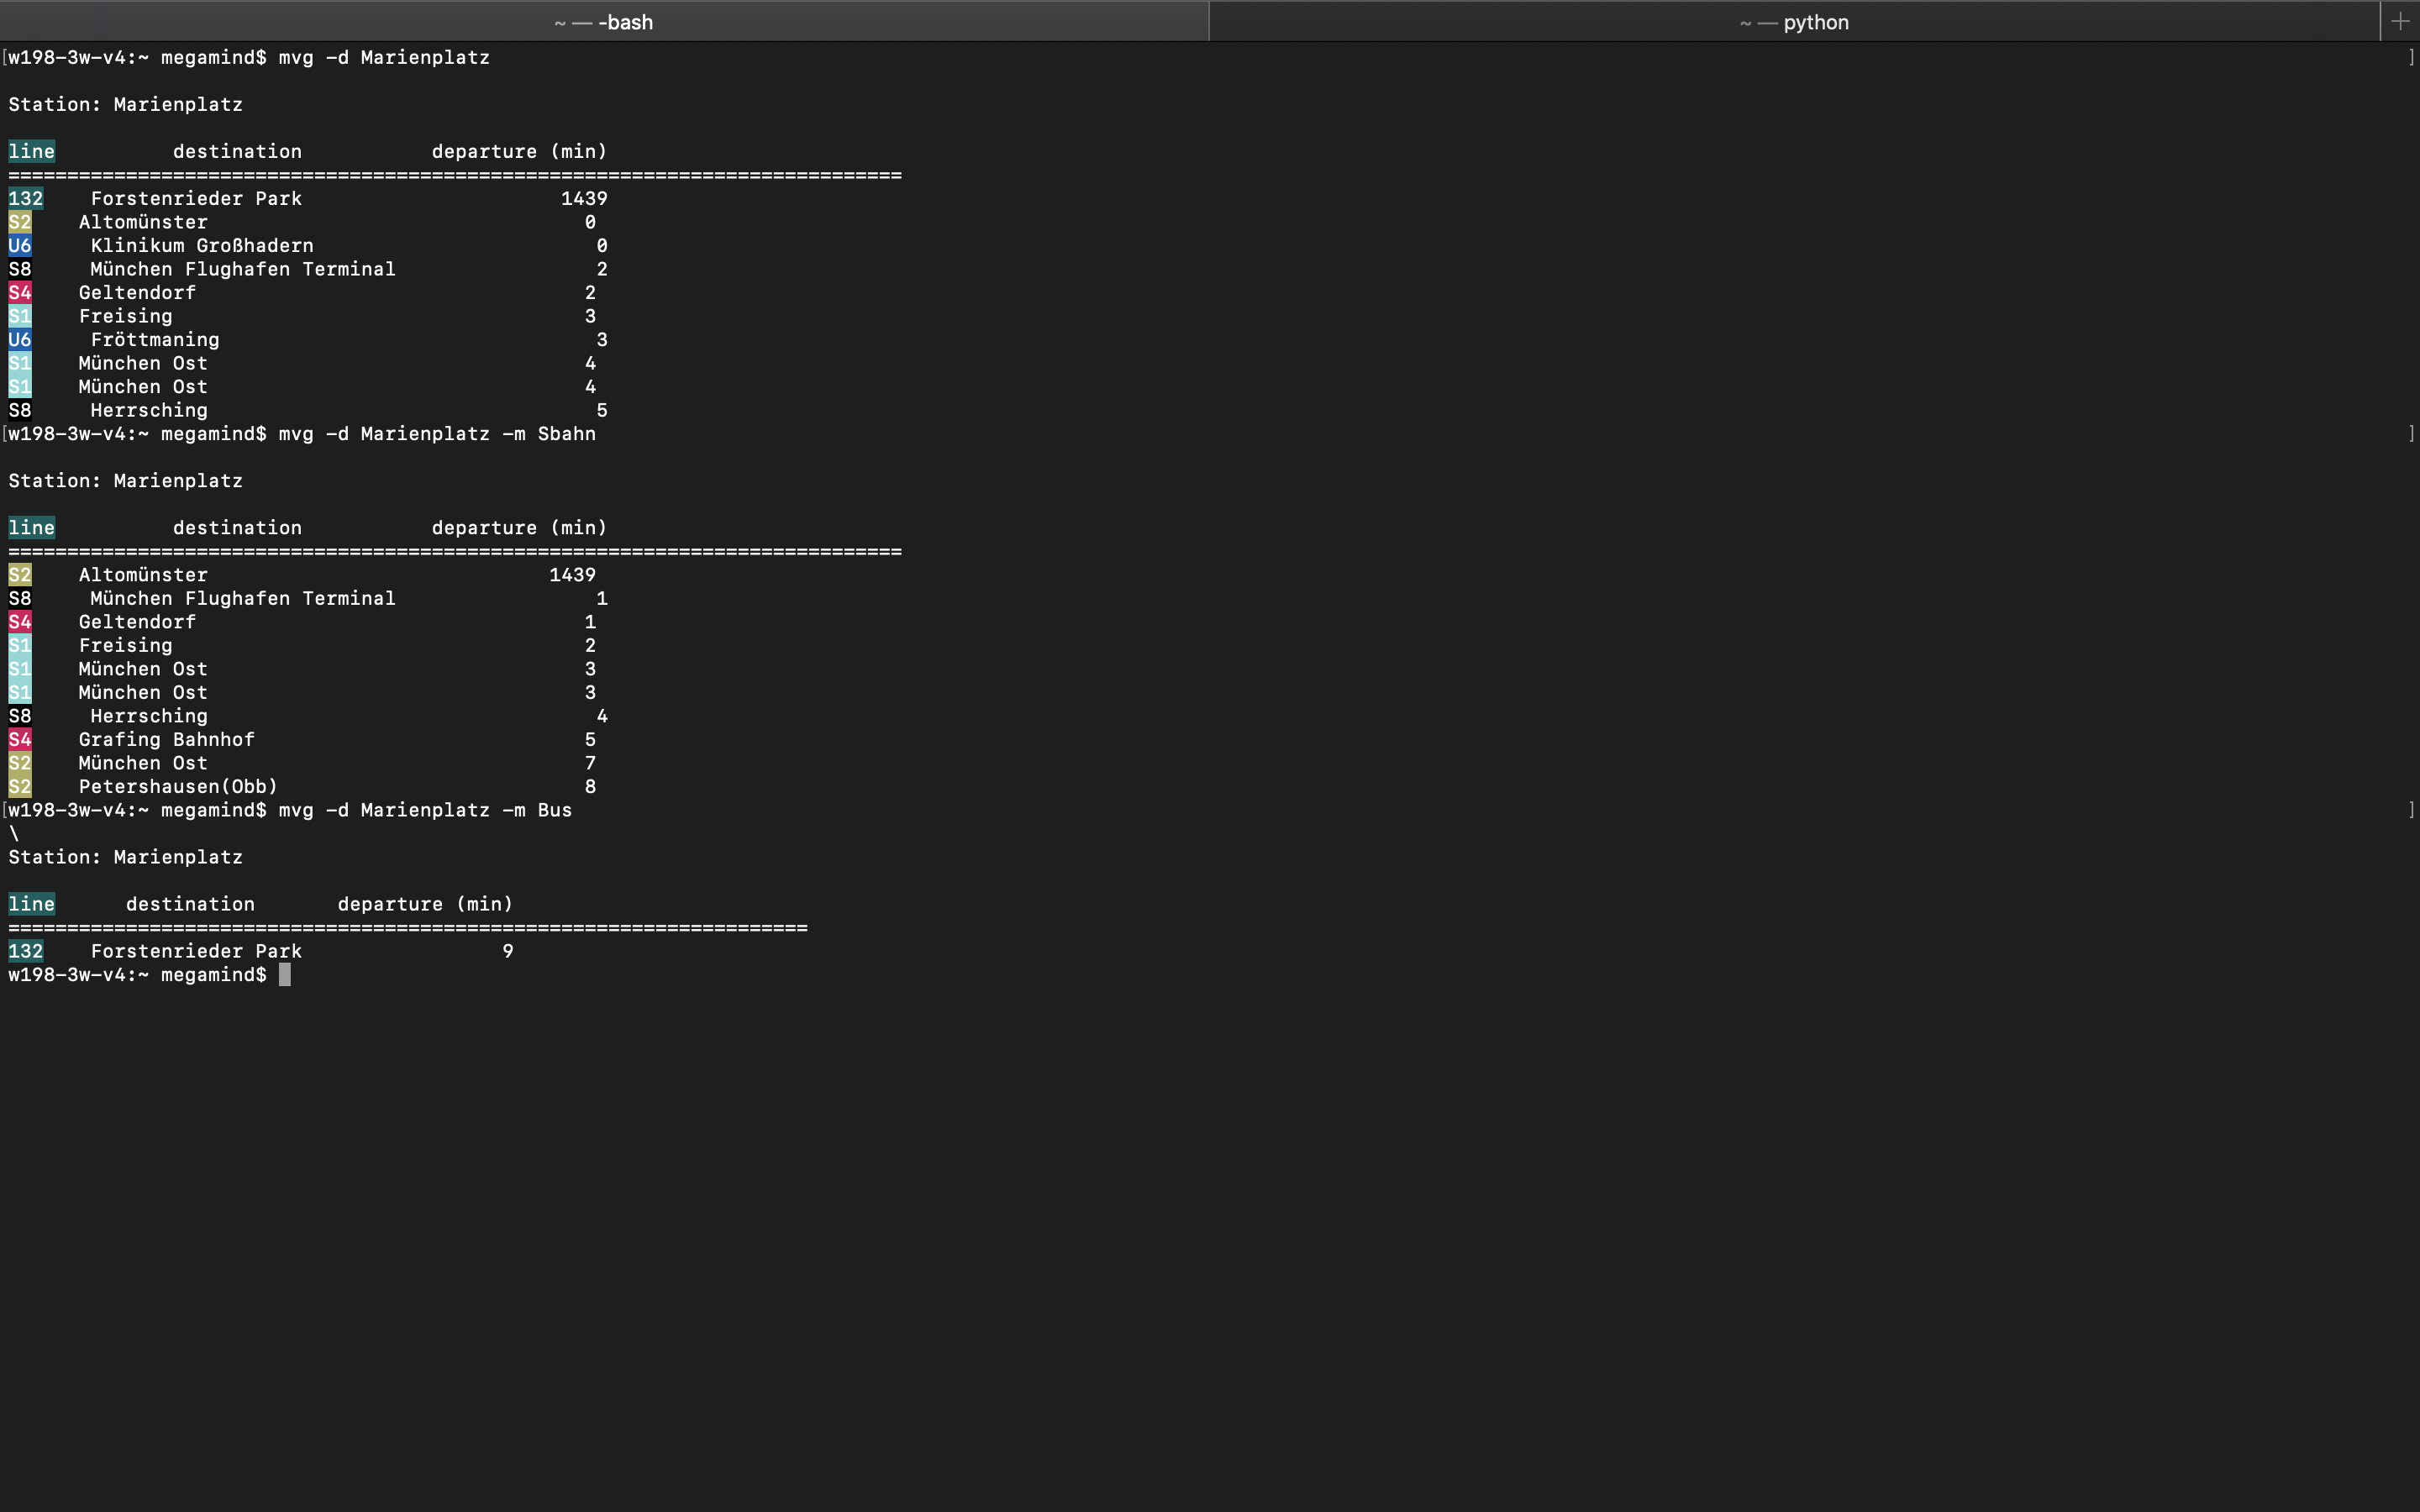 ~ — -bash
~ — python
+
[w198-3w-v4:~ megamind$ mvg -d Marienplatz ]
Station: Marienplatz
line destination departure (min)
============================================================================
132 Forstenrieder Park 1439
S2 Altomünster 0
U6 Klinikum Großhadern 0
S8 München Flughafen Terminal 2
S4 Geltendorf 2
S1 Freising 3
U6 Fröttmaning 3
S1 München Ost 4
S1 München Ost 4
S8 Herrsching 5
[w198-3w-v4:~ megamind$ mvg -d Marienplatz -m Sbahn ]
Station: Marienplatz
line destination departure (min)
============================================================================
S2 Altomünster 1439
S8 München Flughafen Terminal 1
S4 Geltendorf 1
S1 Freising 2
S1 München Ost 3
S1 München Ost 3
S8 Herrsching 4
S4 Grafing Bahnhof 5
S2 München Ost 7
S2 Petershausen(Obb) 8
[w198-3w-v4:~ megamind$ mvg -d Marienplatz -m Bus ]
\
Station: Marienplatz
line destination departure (min)
====================================================================
132 Forstenrieder Park 9
w198-3w-v4:~ megamind$